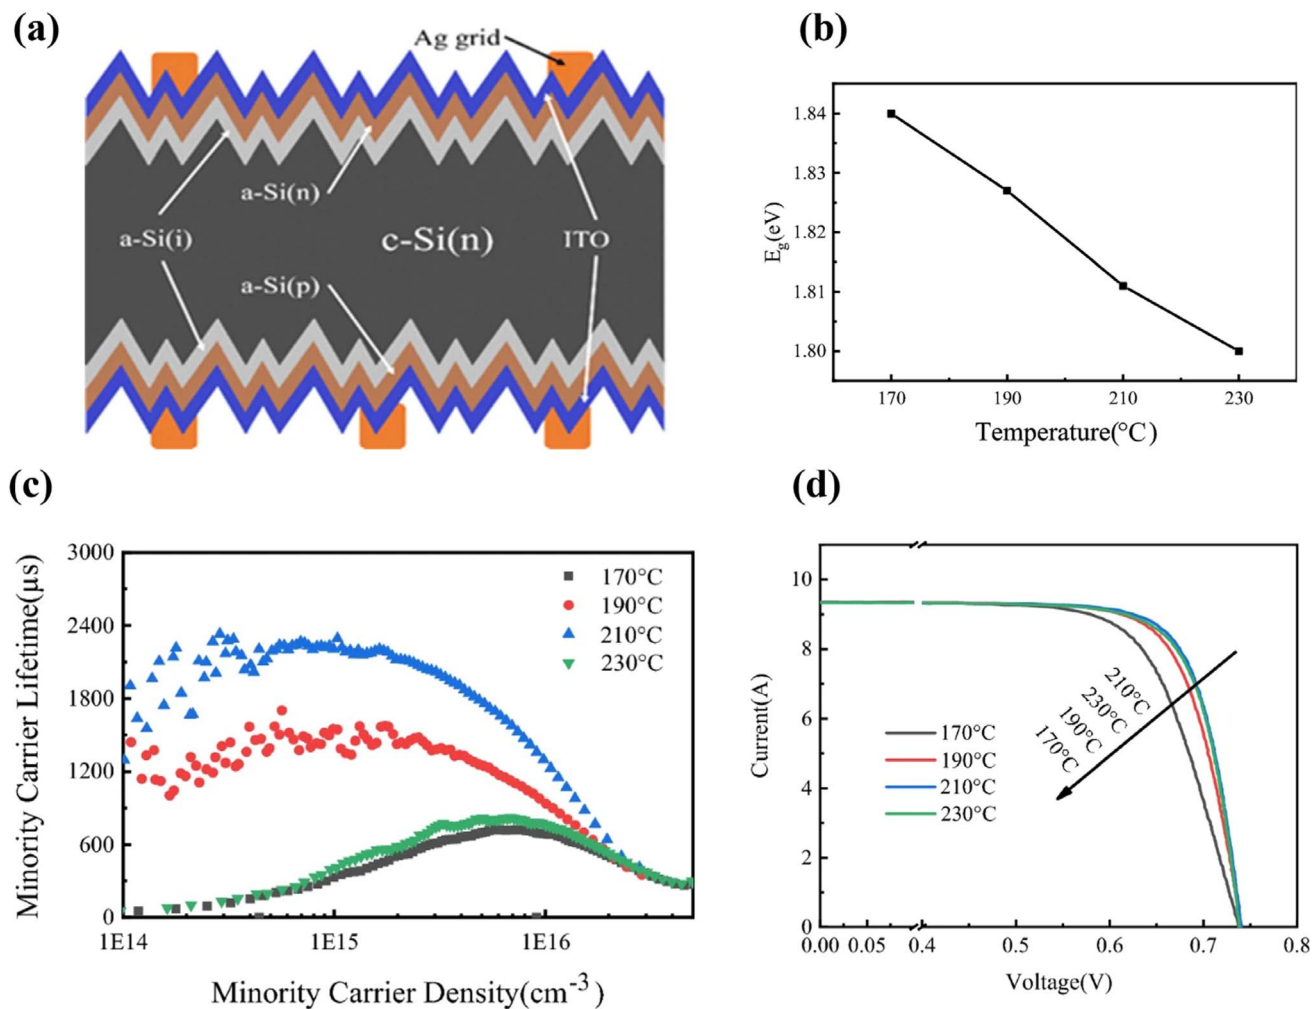 (a)
Ag grid
a-Si(n)
a-Si(i)
c-Si(n)
ITO
a-Si(p)
(b)
1.84
1.83
1.82
1.81
1.80
E_g(eV)
170
190
210
230
Temperature(°C)
(c)
3000
2400
1800
1200
600
0
Minority Carrier Lifetime(µs)
170°C
190°C
210°C
230°C
1E14
1E15
1E16
Minority Carrier Density(cm⁻³)
(d)
10
8
6
4
2
0
Current(A)
210°C
230°C
190°C
170°C
170°C
190°C
210°C
230°C
0.00
0.05
0.4
0.5
0.6
0.7
0.8
Voltage(V)